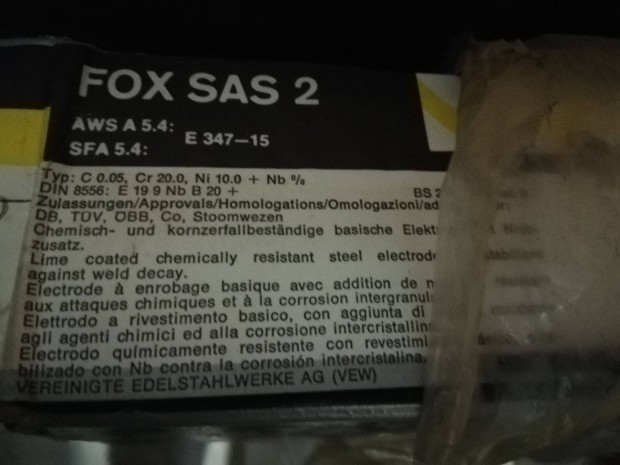 FOX SAS 2
AWS A 5.4:
SFA 5.4:
E 347-15
Typ: C 0.05, Cr 20.0, Ni 10.0 + Nb %
DIN 8556: E 19 9 Nb B 20 + BS 2
Zulassungen/Approvals/Homologations/Omologazioni/ad
DB, TÜV, ÖBB, Co, Stoomwezen
Chemisch- und kornzerfallbeständige basische Elekt
zusatz.
Lime coated chemically resistant steel electrod
against weld decay.
Electrode à enrobage basique avec addition de n
aux attaques chimiques et à la corrosion intergranul
Elettrodo a rivestimento basico, con aggiunta di
agli agenti chimici ed alla corrosione intercristallin
Electrodo químicamente resistente con revestim
bilizado con Nb contra la corrosión intercristalina.
VEREINIGTE EDELSTAHLWERKE AG (VEW)